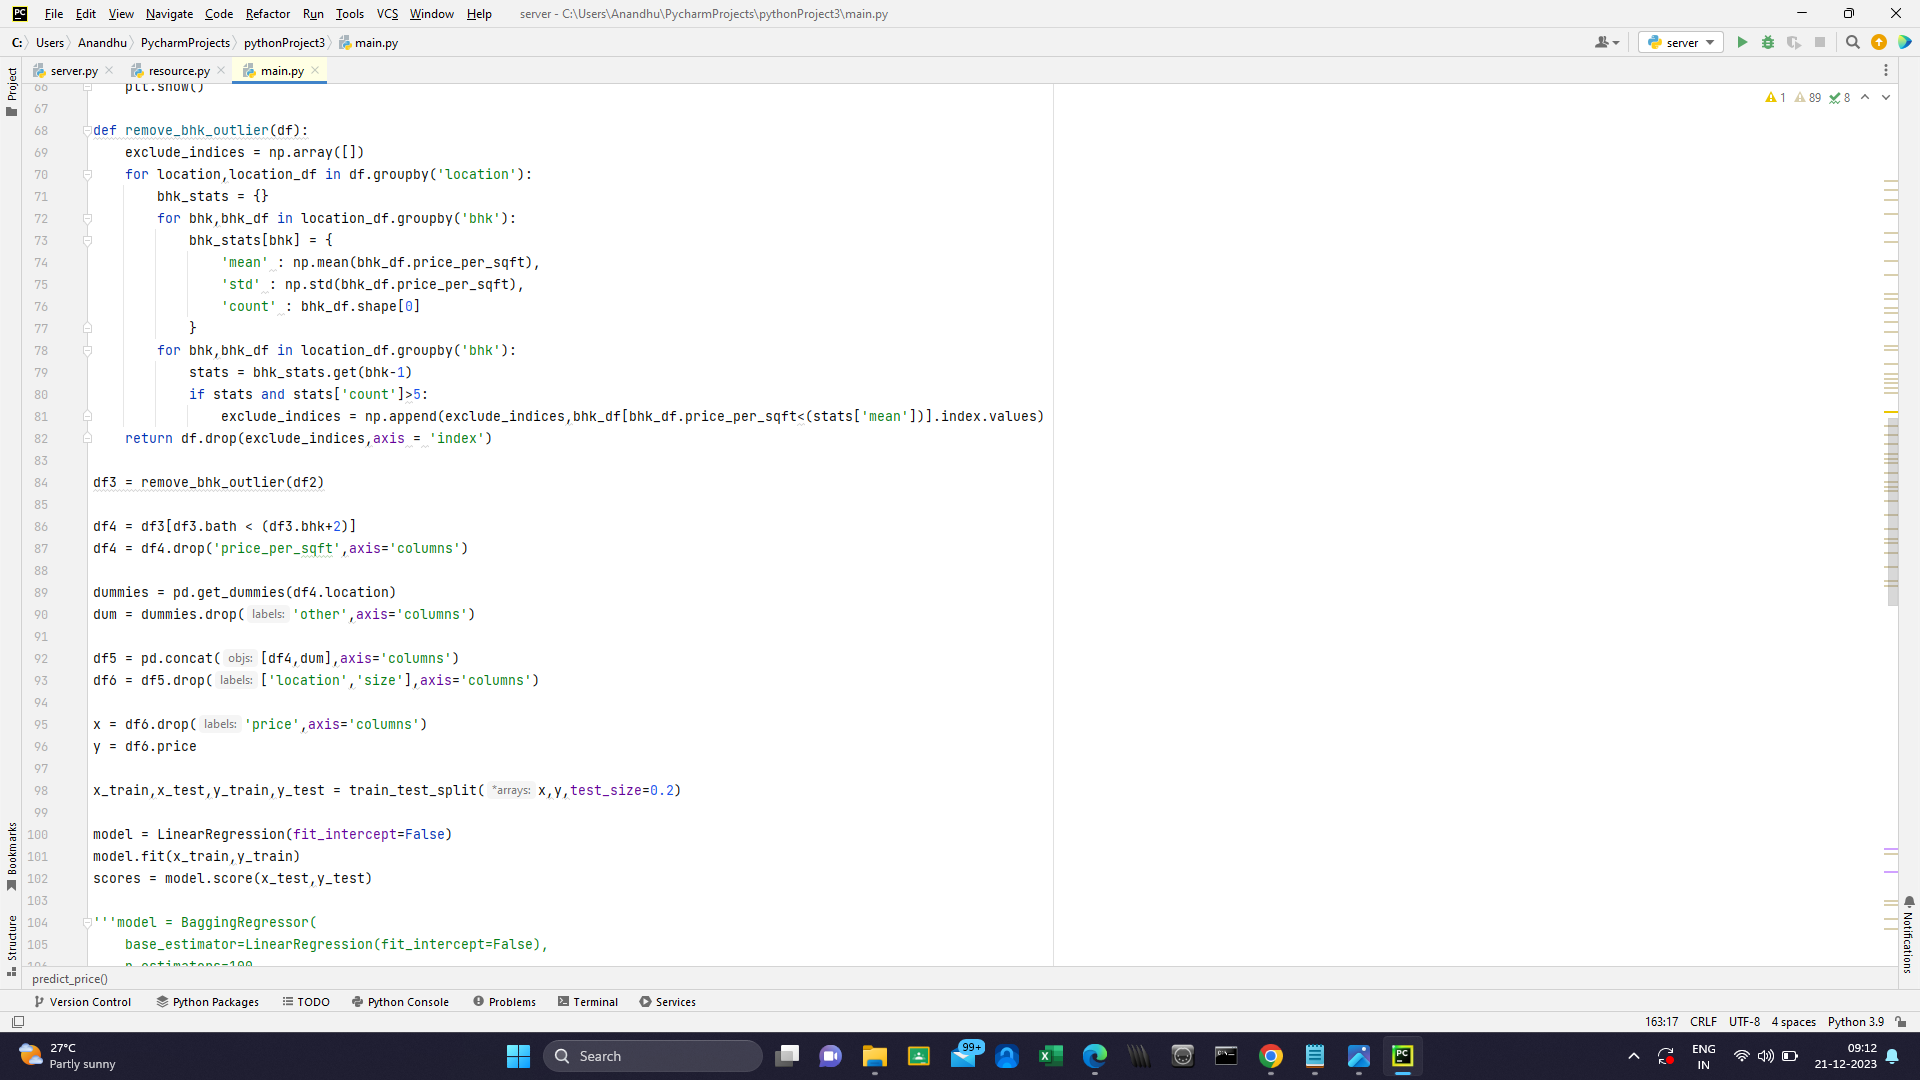 PC File Edit View Navigate Code Refactor Run Tools VCS Window Help server - C:\Users\Anandhu\PycharmProjects\pythonProject3\main.py
C: Users Anandhu PycharmProjects pythonProject3 main.py server
server.py resource.py main.py
Project
66 plt.show()
1 89 8
67
68 def remove_bhk_outlier(df):
69 exclude_indices = np.array([])
70 for location,location_df in df.groupby('location'):
71 bhk_stats = {}
72 for bhk,bhk_df in location_df.groupby('bhk'):
73 bhk_stats[bhk] = {
74 'mean' : np.mean(bhk_df.price_per_sqft),
75 'std' : np.std(bhk_df.price_per_sqft),
76 'count' : bhk_df.shape[0]
77 }
78 for bhk,bhk_df in location_df.groupby('bhk'):
79 stats = bhk_stats.get(bhk-1)
80 if stats and stats['count']>5:
81 exclude_indices = np.append(exclude_indices,bhk_df[bhk_df.price_per_sqft<(stats['mean'])].index.values)
82 return df.drop(exclude_indices,axis = 'index')
83
84 df3 = remove_bhk_outlier(df2)
85
86 df4 = df3[df3.bath < (df3.bhk+2)]
87 df4 = df4.drop('price_per_sqft',axis='columns')
88
89 dummies = pd.get_dummies(df4.location)
90 dum = dummies.drop( labels: 'other',axis='columns')
91
92 df5 = pd.concat( objs: [df4,dum],axis='columns')
93 df6 = df5.drop( labels: ['location','size'],axis='columns')
94
95 x = df6.drop( labels: 'price',axis='columns')
96 y = df6.price
97
98 x_train,x_test,y_train,y_test = train_test_split( *arrays: x,y,test_size=0.2)
99
100 model = LinearRegression(fit_intercept=False)
101 model.fit(x_train,y_train)
102 scores = model.score(x_test,y_test)
103
104 '''model = BaggingRegressor(
105 base_estimator=LinearRegression(fit_intercept=False),
106 n_estimators=100
Bookmarks
Structure
Notifications
predict_price()
Version Control Python Packages TODO Python Console Problems Terminal Services
163:17 CRLF UTF-8 4 spaces Python 3.9
27°C
Partly sunny
Search
99+
PC
ENG
IN
09:12
21-12-2023